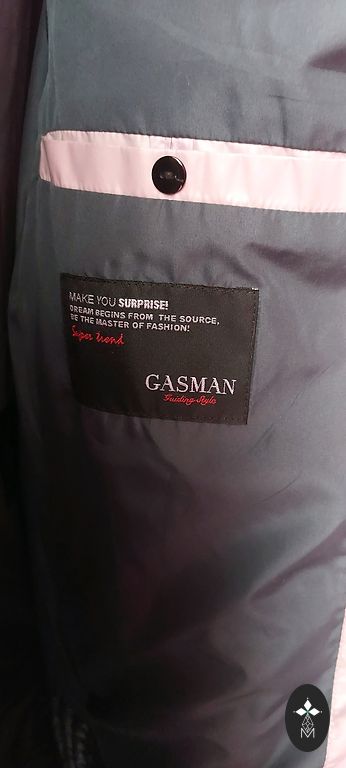 MAKE YOU SURPRISE!
DREAM BEGINS FROM THE SOURCE,
BE THE MASTER OF FASHION!
Super Trend
GASMAN
Guiding Style
M